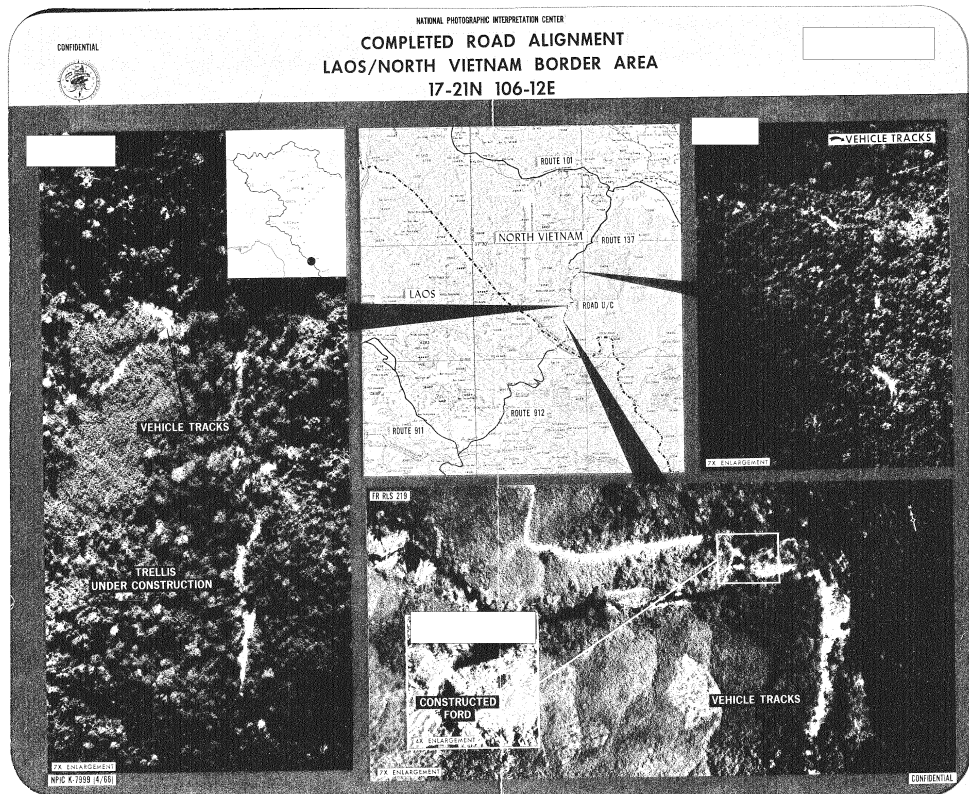 NATIONAL PHOTOGRAPHIC INTERPRETATION CENTER
CONFIDENTIAL
COMPLETED ROAD ALIGNMENT
LAOS/NORTH VIETNAM BORDER AREA
17-21N 106-12E
VEHICLE TRACKS
ROUTE 101
NORTH VIETNAM
ROUTE 137
LAOS
ROAD U/C
ROUTE 912
ROUTE 911
VEHICLE TRACKS
TRELLIS
UNDER CONSTRUCTION
7X ENLARGEMENT
FR RLS 219
CONSTRUCTED
FORD
4X ENLARGEMENT
VEHICLE TRACKS
7X ENLARGEMENT
7X ENLARGEMENT
NPIC K-7999 (4/66)
CONFIDENTIAL